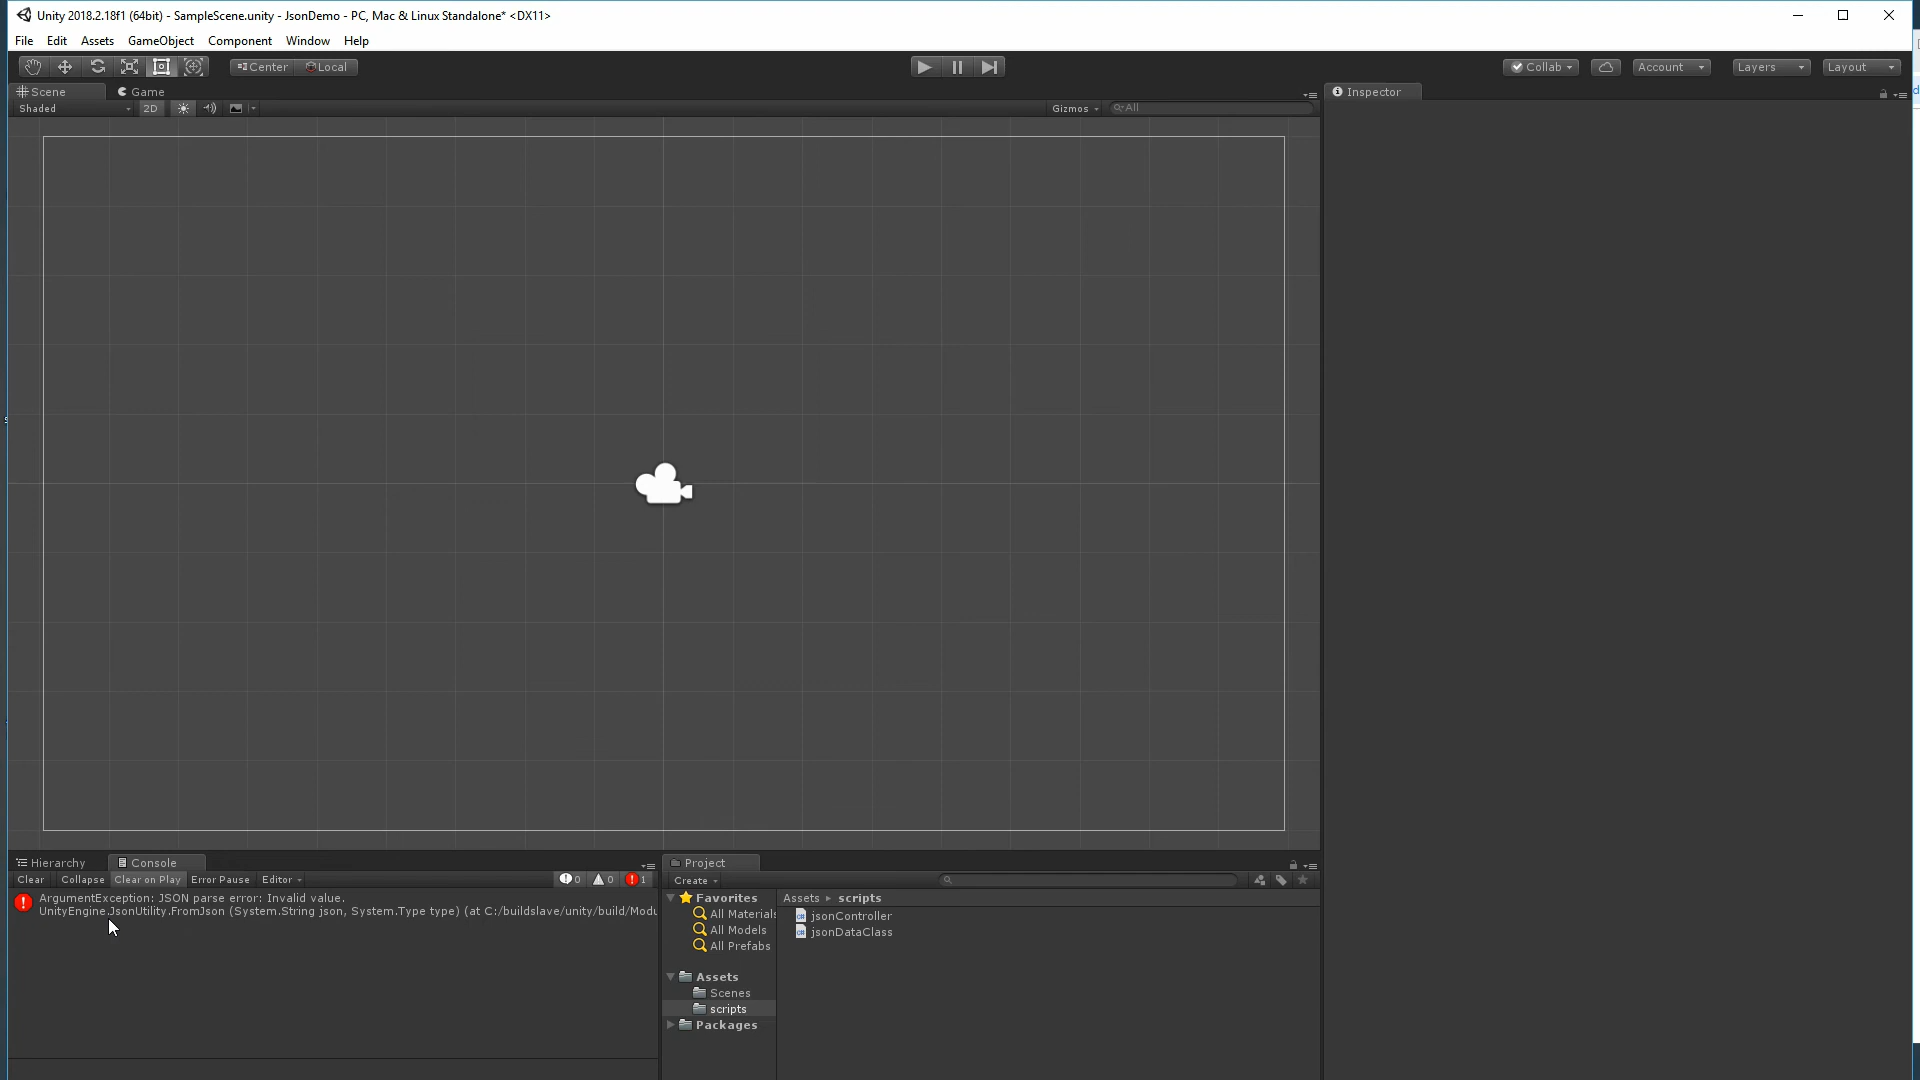 Unity 2018.2.18f1 (64bit) - SampleScene.unity - JsonDemo - PC, Mac & Linux Standalone* <DX11>
File Edit Assets GameObject Component Window Help
Center Local Collab Account Layers Layout
Scene Game Inspector
Shaded 2D Gizmos All
Hierarchy Console Project
Clear Collapse Clear on Play Error Pause Editor 0 0 1 Create
ArgumentException: JSON parse error: Invalid value.
UnityEngine.JsonUtility.FromJson (System.String json, System.Type type) (at C:/buildslave/unity/build/Modu
Favorites
All Materials
All Models
All Prefabs
Assets
Scenes
scripts
Packages
Assets ▸ scripts
jsonController
jsonDataClass